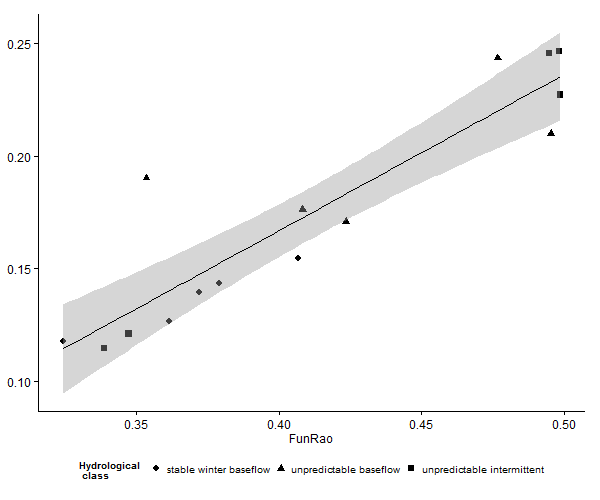 0.25
0.20
0.15
0.10
0.35 0.40 0.45 0.50
FunRao
Hydrological
class
stable winter baseflow unpredictable baseflow unpredictable intermittent